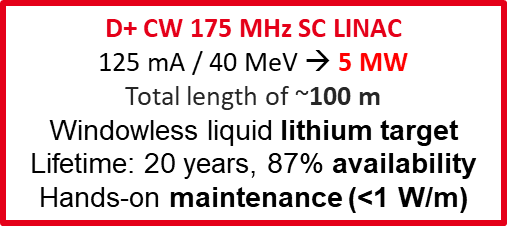 D+ CW 175 MHz SC LINAC
125 mA / 40 MeV → 5 MW
Total length of ~100 m
Windowless liquid lithium target
Lifetime: 20 years, 87% availability
Hands-on maintenance (<1 W/m)